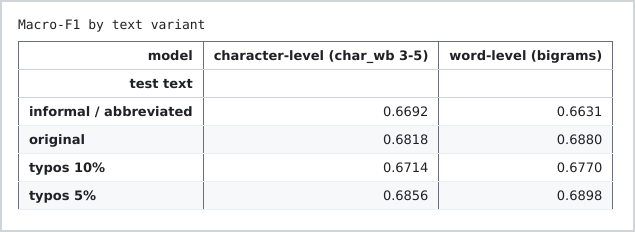 Macro-F1 by text variant
model character-level (char_wb 3-5) word-level (bigrams)
test text
informal / abbreviated 0.6692 0.6631
original 0.6818 0.6880
typos 10% 0.6714 0.6770
typos 5% 0.6856 0.6898